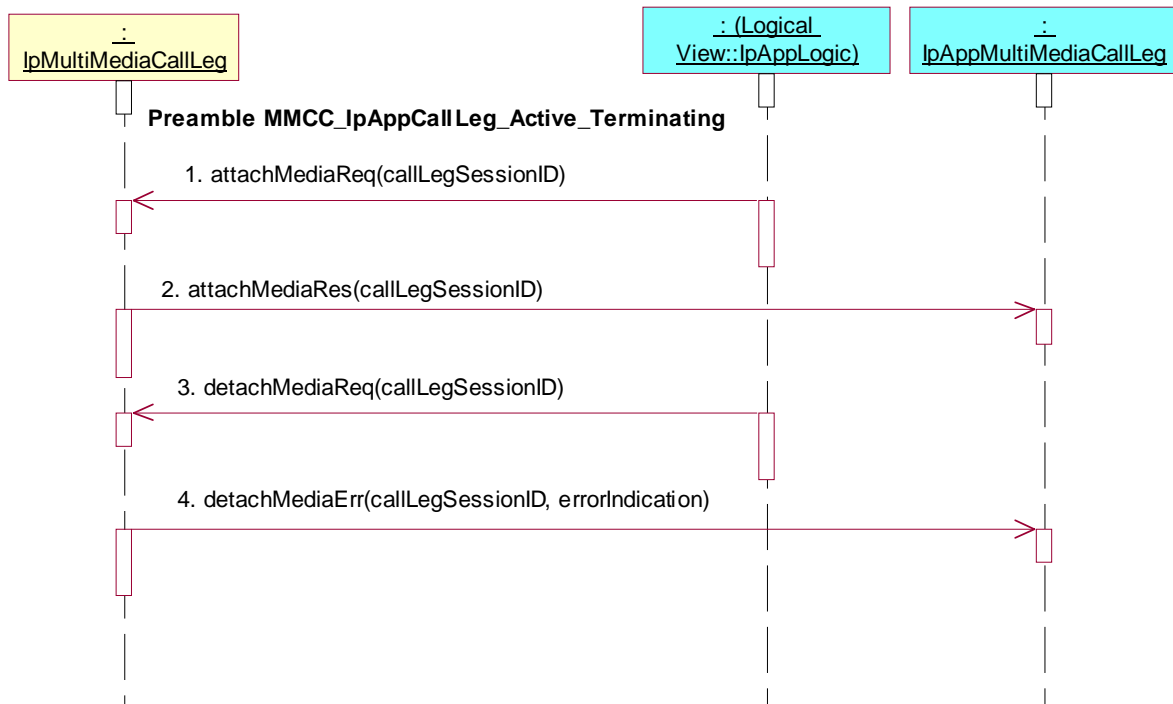 :
IpMultiMediaCallLeg
: (Logical
View::IpAppLogic)
:
IpAppMultiMediaCallLeg
Preamble MMCC_IpAppCallLeg_Active_Terminating
1. attachMediaReq(callLegSessionID)
2. attachMediaRes(callLegSessionID)
3. detachMediaReq(callLegSessionID)
4. detachMediaErr(callLegSessionID, errorIndication)